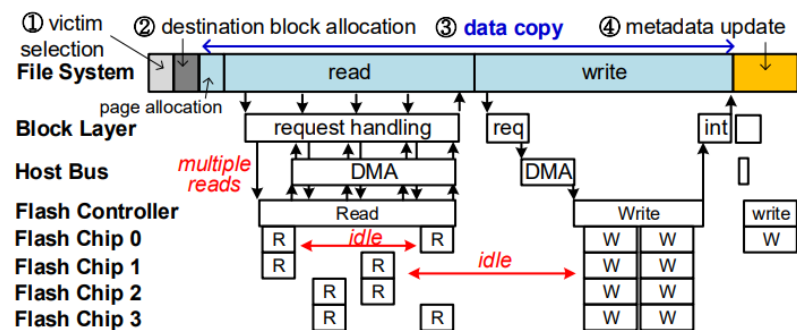 ① victim selection
② destination block allocation
③ data copy
④ metadata update
File System
page allocation
read
write
Block Layer
request handling
req
int
multiple reads
Host Bus
DMA
DMA
Flash Controller
Read
Write
write
Flash Chip 0
R
idle
R
W
W
W
Flash Chip 1
R
R
idle
W
W
Flash Chip 2
R
R
W
W
Flash Chip 3
R
R
W
W